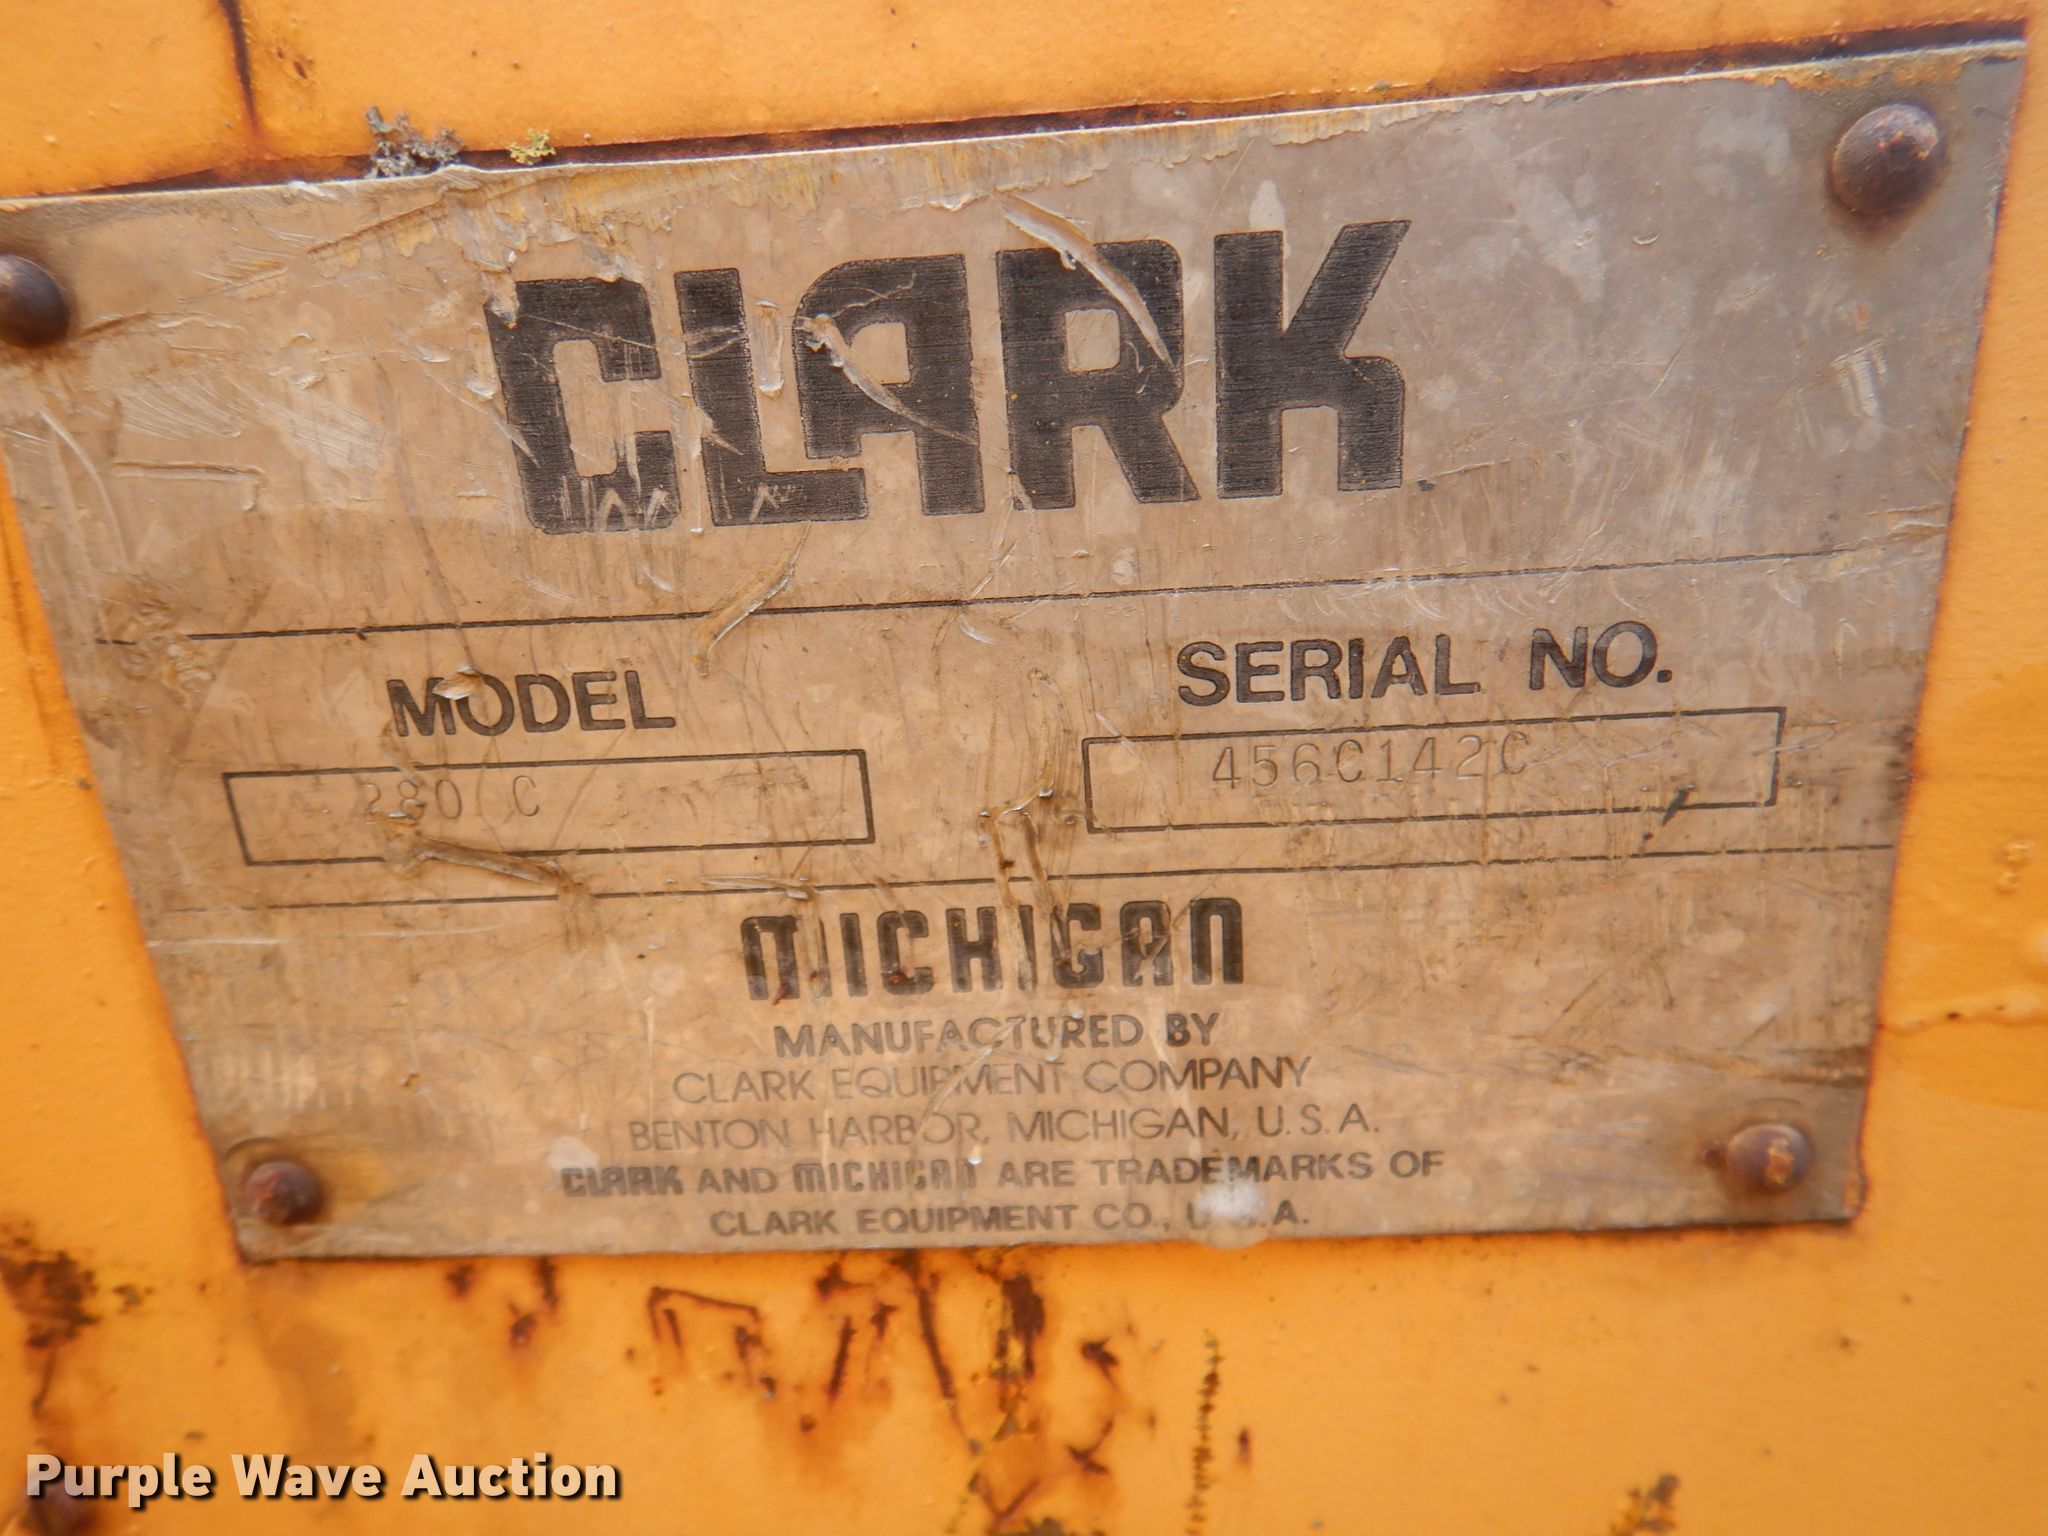 CLARK
MODEL
SERIAL NO.
280 C
456C142C
MICHIGAN
MANUFACTURED BY
CLARK EQUIPMENT COMPANY
BENTON HARBOR, MICHIGAN, U.S.A.
CLARK AND MICHIGAN ARE TRADEMARKS OF
CLARK EQUIPMENT CO., U.S.A.
Purple Wave Auction